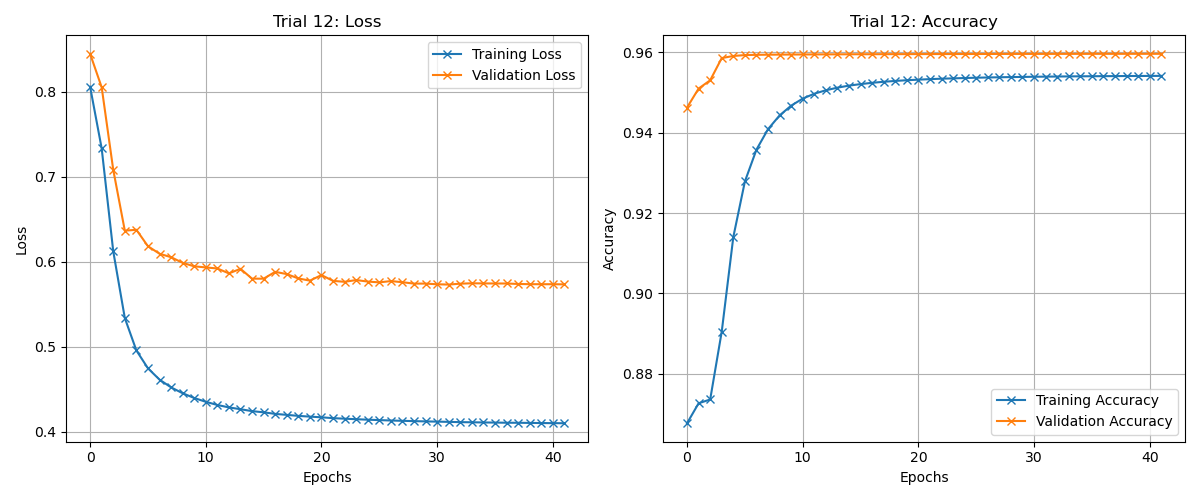 Trial 12: Loss
Training Loss
Validation Loss
0.8
0.7
0.6
0.5
0.4
Loss
0 10 20 30 40
Epochs
Trial 12: Accuracy
0.96
0.94
0.92
0.90
0.88
Accuracy
Training Accuracy
Validation Accuracy
0 10 20 30 40
Epochs